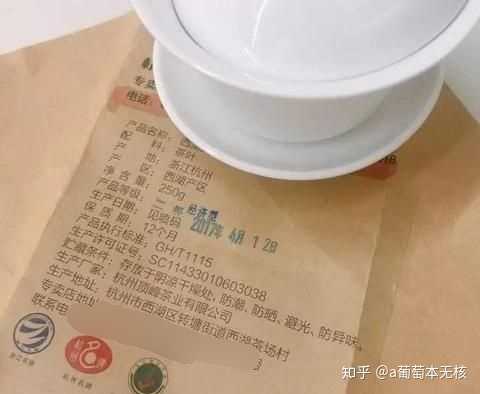 专卖
电话:
产品名称: 西
配 料: 茶叶
产 地: 浙江杭州
产 区: 西湖产区
净 含 量: 250g
产品等级: 二级 经济型
生产日期: 见喷码 2017年 4月 12日
保 质 期: 12个月
产品执行标准: GH/T1115
生产许可证号: SC11433010603038
贮藏条件: 存放于阴凉干燥处, 防潮、防晒、避光、防异味。
生产厂家: 杭州顶峰茶业有限公司
生产地址: 杭州市西湖区转塘街道西湖茶场村
专卖店地址
联系电
知乎 @a葡萄本无核